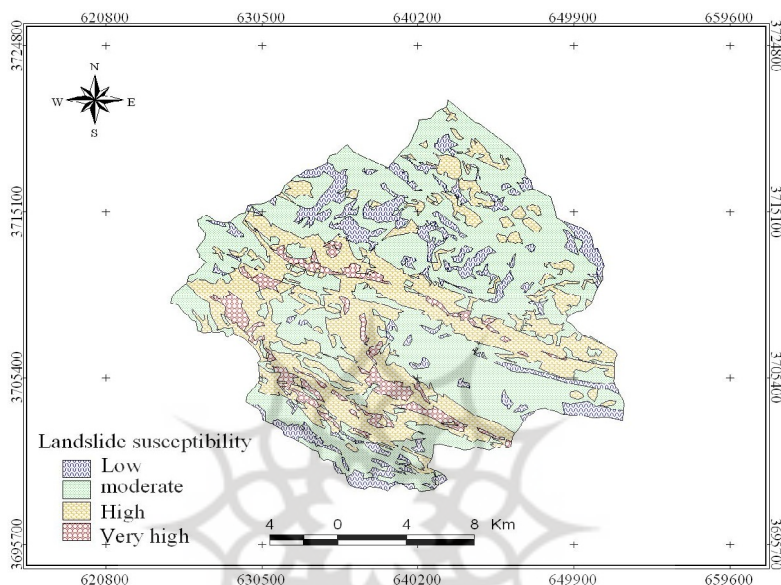 620800 630500 640200 649900 659600
3724800 3724800
N
W E
S
3715100 3715100
3705400 3705400
Landslide susceptibility
Low
moderate
High
Very high
4 0 4 8 Km
3695700 3695700
620800 630500 640200 649900 659600